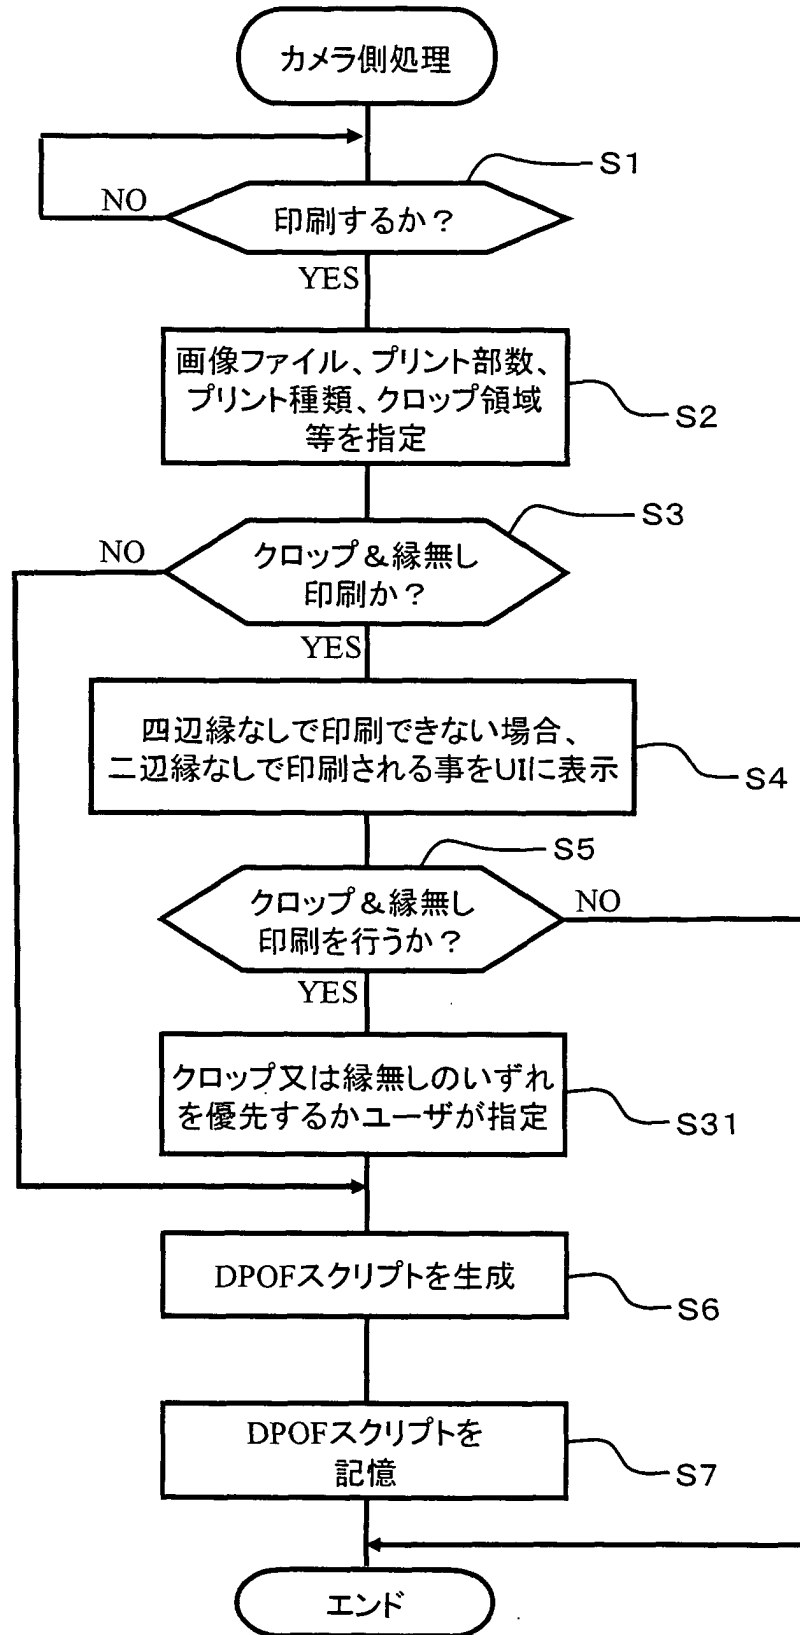 カメラ側処理
S1
NO
印刷するか?
YES
画像ファイル、プリント部数、
プリント種類、クロップ領域
等を指定
S2
S3
NO
クロップ&縁無し
印刷か?
YES
四辺縁なしで印刷できない場合、
二辺縁なしで印刷される事をUIに表示
S4
S5
クロップ&縁無し
印刷を行うか?
NO
YES
クロップ又は縁無しのいずれ
を優先するかユーザが指定
S31
DPOFスクリプトを生成
S6
DPOFスクリプトを
記憶
S7
エンド